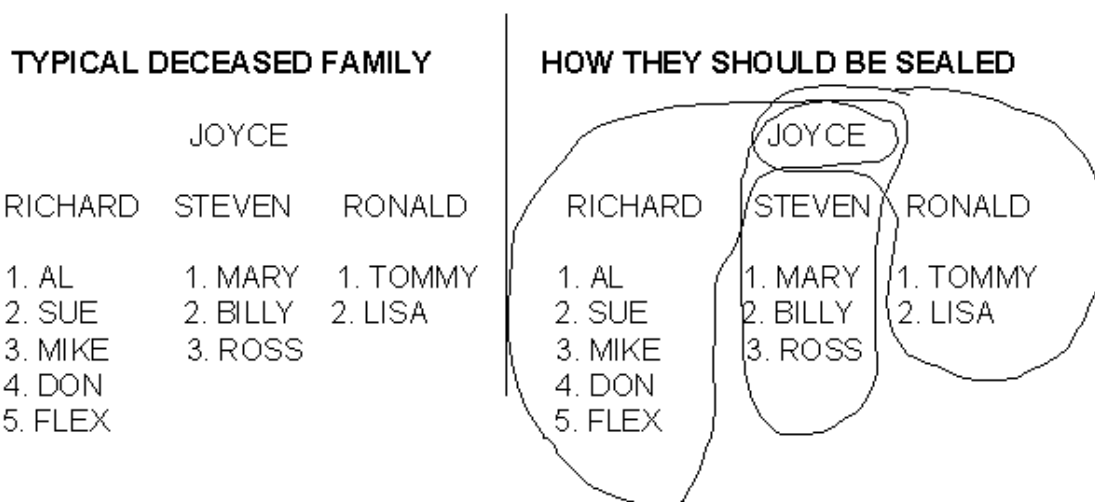 TYPICAL DECEASED FAMILY
JOYCE
RICHARD STEVEN RONALD
1. AL 1. MARY 1. TOMMY
2. SUE 2. BILLY 2. LISA
3. MIKE 3. ROSS
4. DON
5. FLEX
HOW THEY SHOULD BE SEALED
JOYCE
RICHARD STEVEN RONALD
1. AL 1. MARY 1. TOMMY
2. SUE 2. BILLY 2. LISA
3. MIKE 3. ROSS
4. DON
5. FLEX